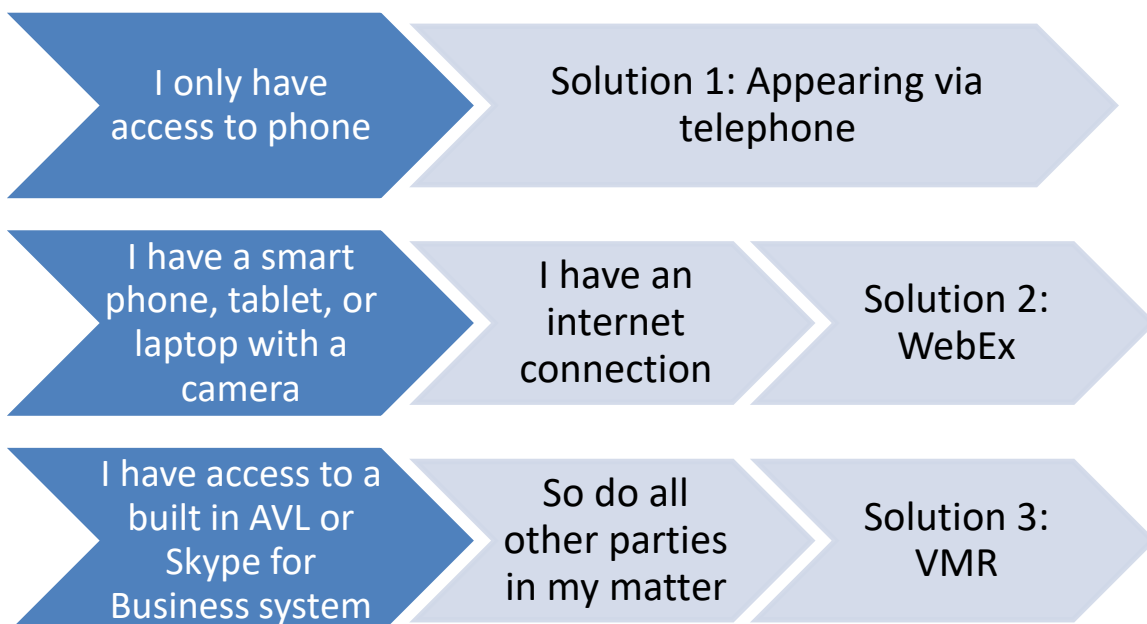 I only have
access to phone
Solution 1: Appearing via
telephone
I have a smart
phone, tablet, or
laptop with a
camera
I have an
internet
connection
Solution 2:
WebEx
I have access to a
built in AVL or
Skype for
Business system
So do all
other parties
in my matter
Solution 3:
VMR